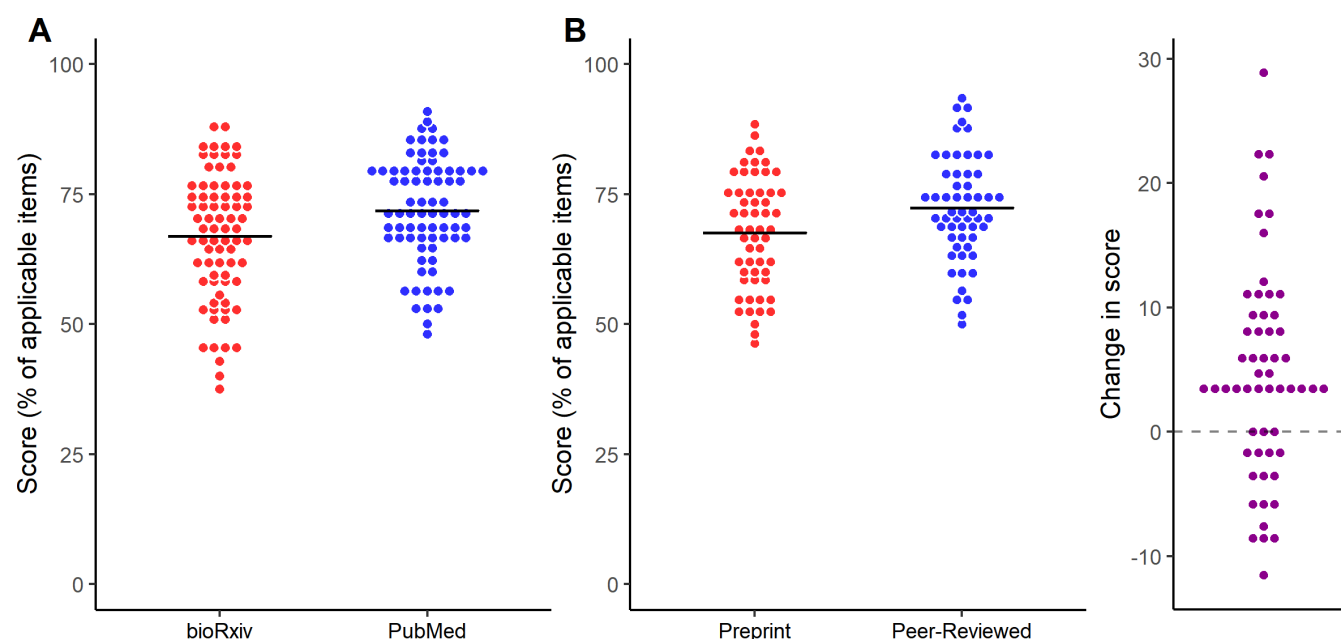 A
Score (% of applicable items)
100
75
50
25
0
bioRxiv
PubMed
B
Score (% of applicable items)
100
75
50
25
0
Preprint
Peer-Reviewed
Change in score
30
20
10
0
-10